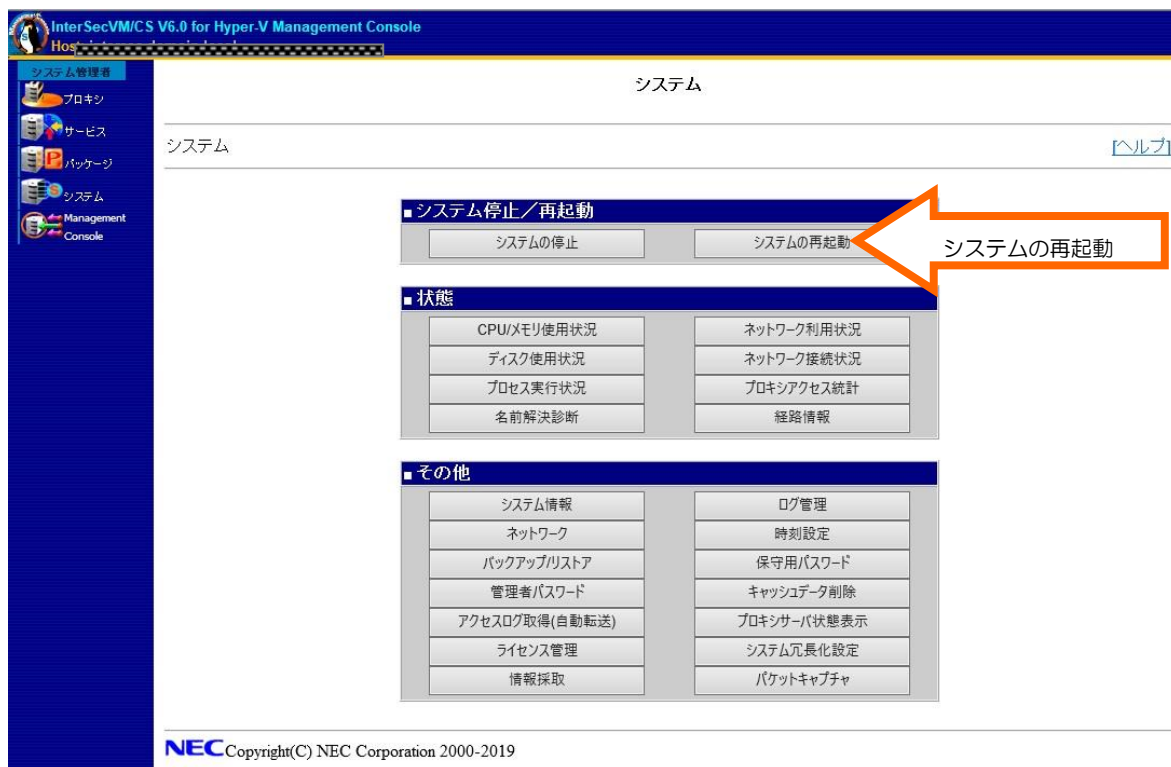 InterSecVM/CS V6.0 for Hyper-V Management Console
システム管理者
プロキシ
サービス
パッケージ
システム
Management
Console
システム
システム
[ヘルプ]
■システム停止／再起動
システムの停止
システムの再起動
システムの再起動
■状態
CPU/メモリ使用状況
ネットワーク利用状況
ディスク使用状況
ネットワーク接続状況
プロセス実行状況
プロキシアクセス統計
名前解決診断
経路情報
■その他
システム情報
ログ管理
ネットワーク
時刻設定
バックアップ/リストア
保守用パスワード
管理者パスワード
キャッシュデータ削除
アクセスログ取得(自動転送)
プロキシサーバ状態表示
ライセンス管理
システム冗長化設定
情報採取
パケットキャプチャ
NEC Copyright(C) NEC Corporation 2000-2019